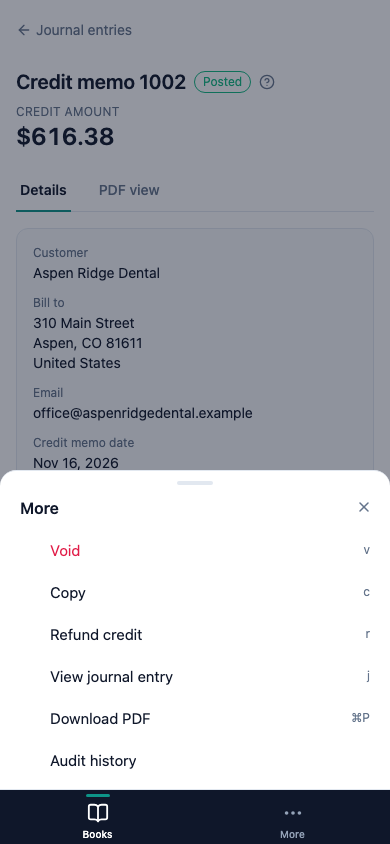 Journal entries
Credit memo 1002 Posted
CREDIT AMOUNT
$616.38
Details PDF view
Customer
Aspen Ridge Dental
Bill to
310 Main Street
Aspen, CO 81611
United States
Email
office@aspenridgedental.example
Credit memo date
Nov 16, 2026
More
Void v
Copy c
Refund credit r
View journal entry j
Download PDF ⌘P
Audit history
Books More